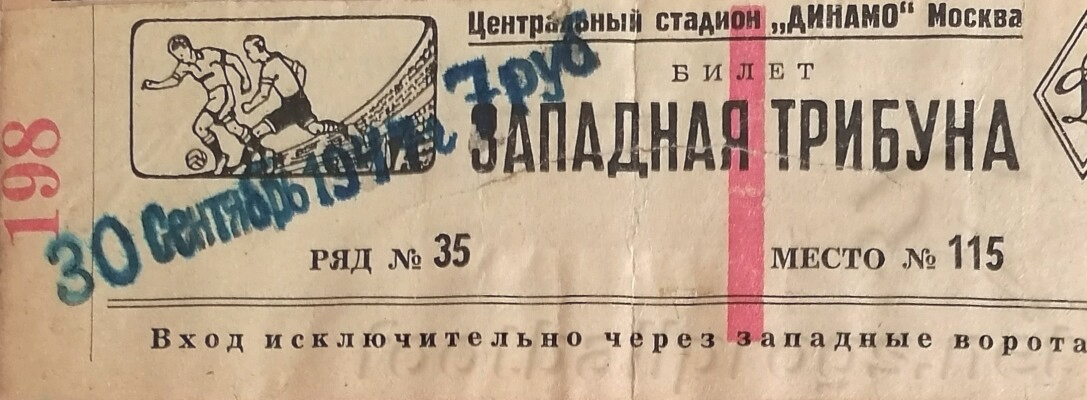 Центральный стадион „ДИНАМО“ Москва
БИЛЕТ
ЗАПАДНАЯ ТРИБУНА
7 руб
30 Сентябрь 1947 г
198
РЯД № 35 МЕСТО № 115
Вход исключительно через западные ворота